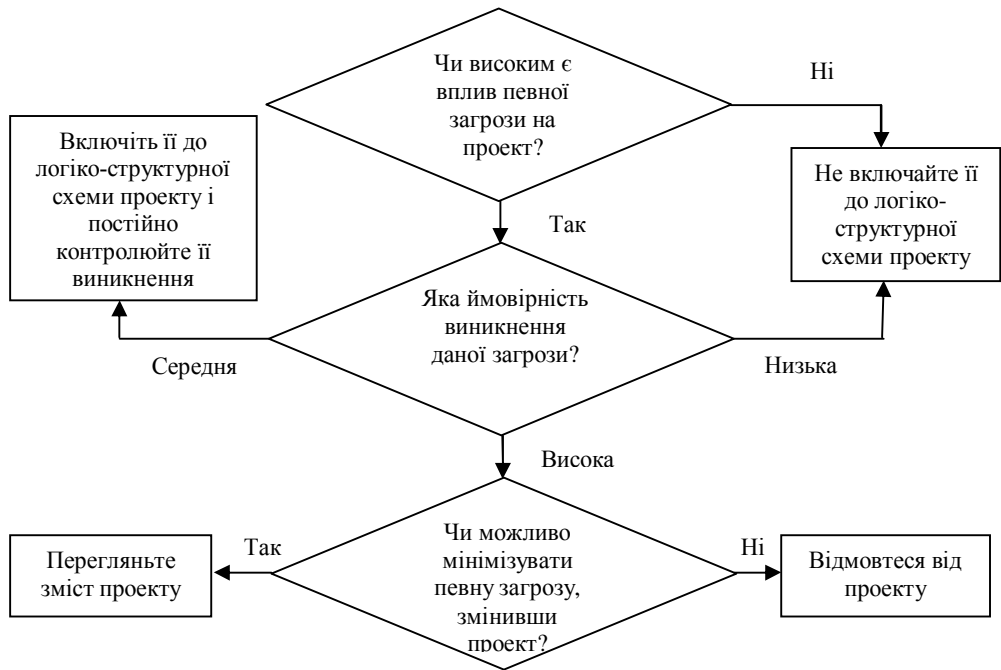 Чи високим є
вплив певної
загрози на
проект?
Ні
Включіть її до
логіко-структурної
схеми проекту і
постійно
контролюйте її
виникнення
Не включайте її
до логіко-
структурної
схеми проекту
Так
Яка ймовірність
виникнення
даної загрози?
Середня
Низька
Висока
Чи можливо
мінімізувати
певну загрозу,
змінивши
проект?
Так
Ні
Перегляньте
зміст проекту
Відмовтеся від
проекту